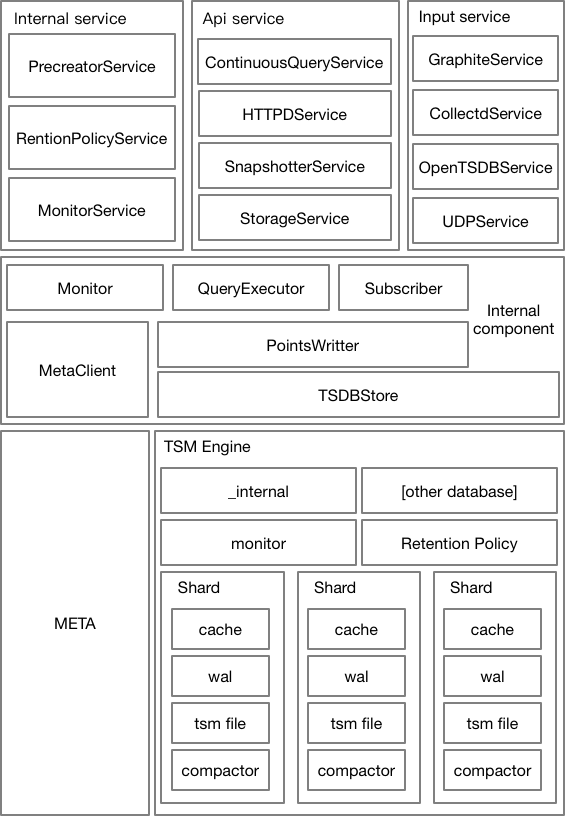 Internal service
PrecreatorService
RentionPolicyService
MonitorService
Api service
ContinuousQueryService
HTTPDService
SnapshotterService
StorageService
Input service
GraphiteService
CollectdService
OpenTSDBService
UDPService
Monitor
QueryExecutor
Subscriber
Internal
component
MetaClient
PointsWritter
TSDBStore
META
TSM Engine
_internal
[other database]
monitor
Retention Policy
Shard
cache
wal
tsm file
compactor
Shard
cache
wal
tsm file
compactor
Shard
cache
wal
tsm file
compactor